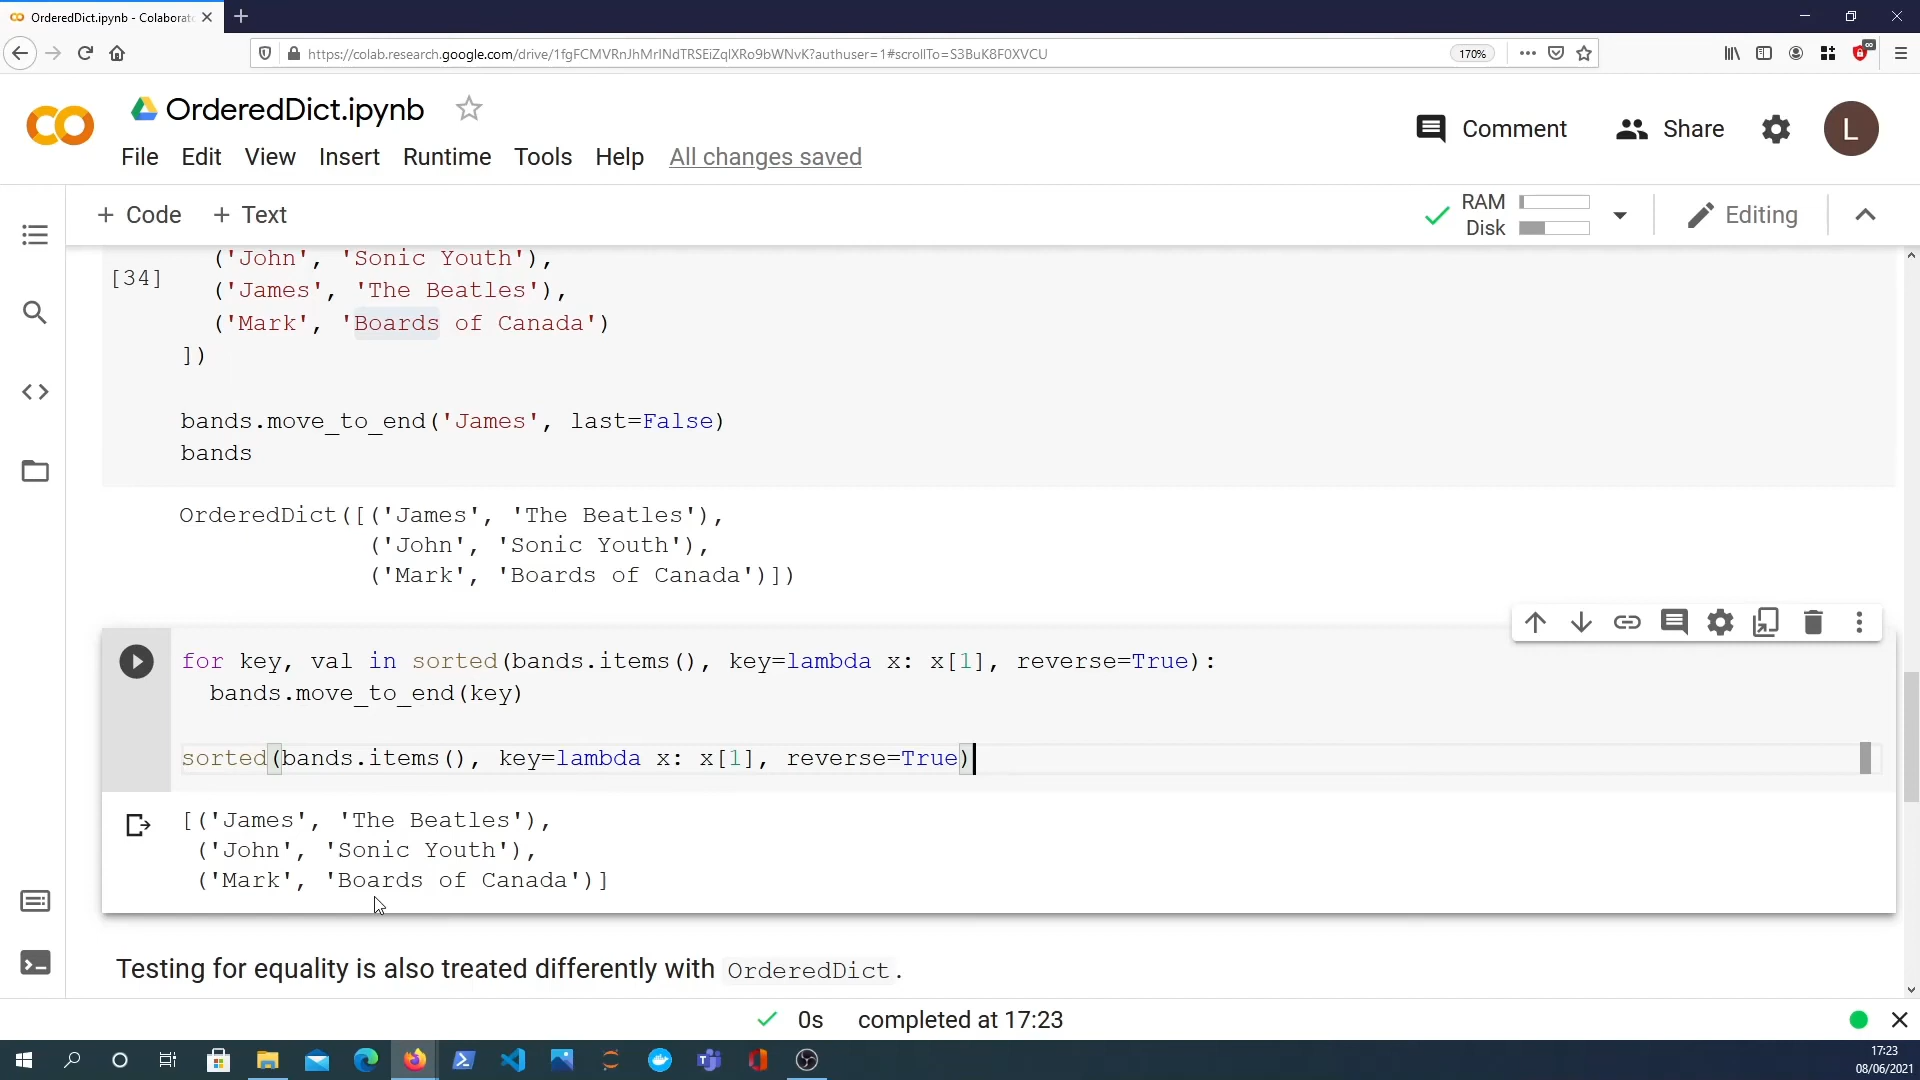 OrderedDict.ipynb - Colaborato
https://colab.research.google.com/drive/1fgFCMVRnJhMrINdTRSEiZqlXRo9bWNvK?authuser=1#scrollTo=S3BuK8F0XVCU
170%
OrderedDict.ipynb
Comment
Share
L
File Edit View Insert Runtime Tools Help All changes saved
+ Code + Text
RAM
Disk
Editing
[34]
('John', 'Sonic Youth'),
('James', 'The Beatles'),
('Mark', 'Boards of Canada')
])
bands.move_to_end('James', last=False)
bands
OrderedDict([('James', 'The Beatles'),
('John', 'Sonic Youth'),
('Mark', 'Boards of Canada')])
for key, val in sorted(bands.items(), key=lambda x: x[1], reverse=True):
bands.move_to_end(key)
sorted(bands.items(), key=lambda x: x[1], reverse=True)
[('James', 'The Beatles'),
('John', 'Sonic Youth'),
('Mark', 'Boards of Canada')]
Testing for equality is also treated differently with OrderedDict.
0s completed at 17:23
17:23
08/06/2021